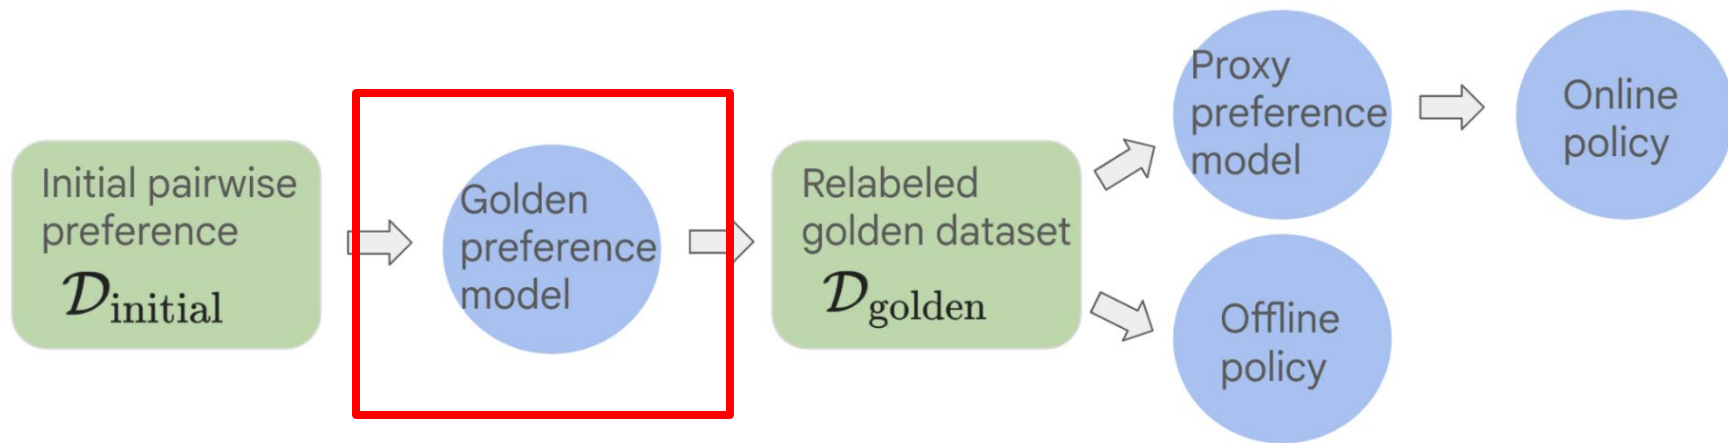 Initial pairwise
preference
𝒟initial
Golden
preference
model
Relabeled
golden dataset
𝒟golden
Proxy
preference
model
Online
policy
Offline
policy